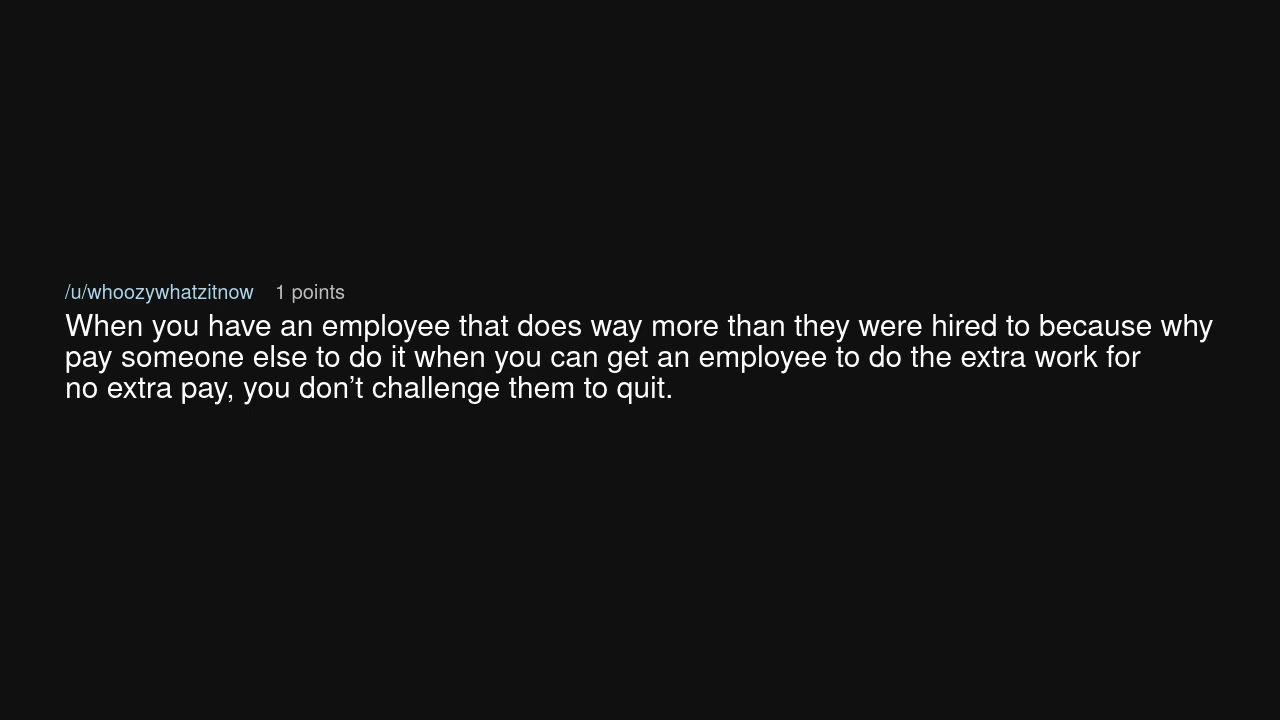 /u/whoozywhatzitnow 1 points
When you have an employee that does way more than they were hired to because why
pay someone else to do it when you can get an employee to do the extra work for
no extra pay, you don’t challenge them to quit.